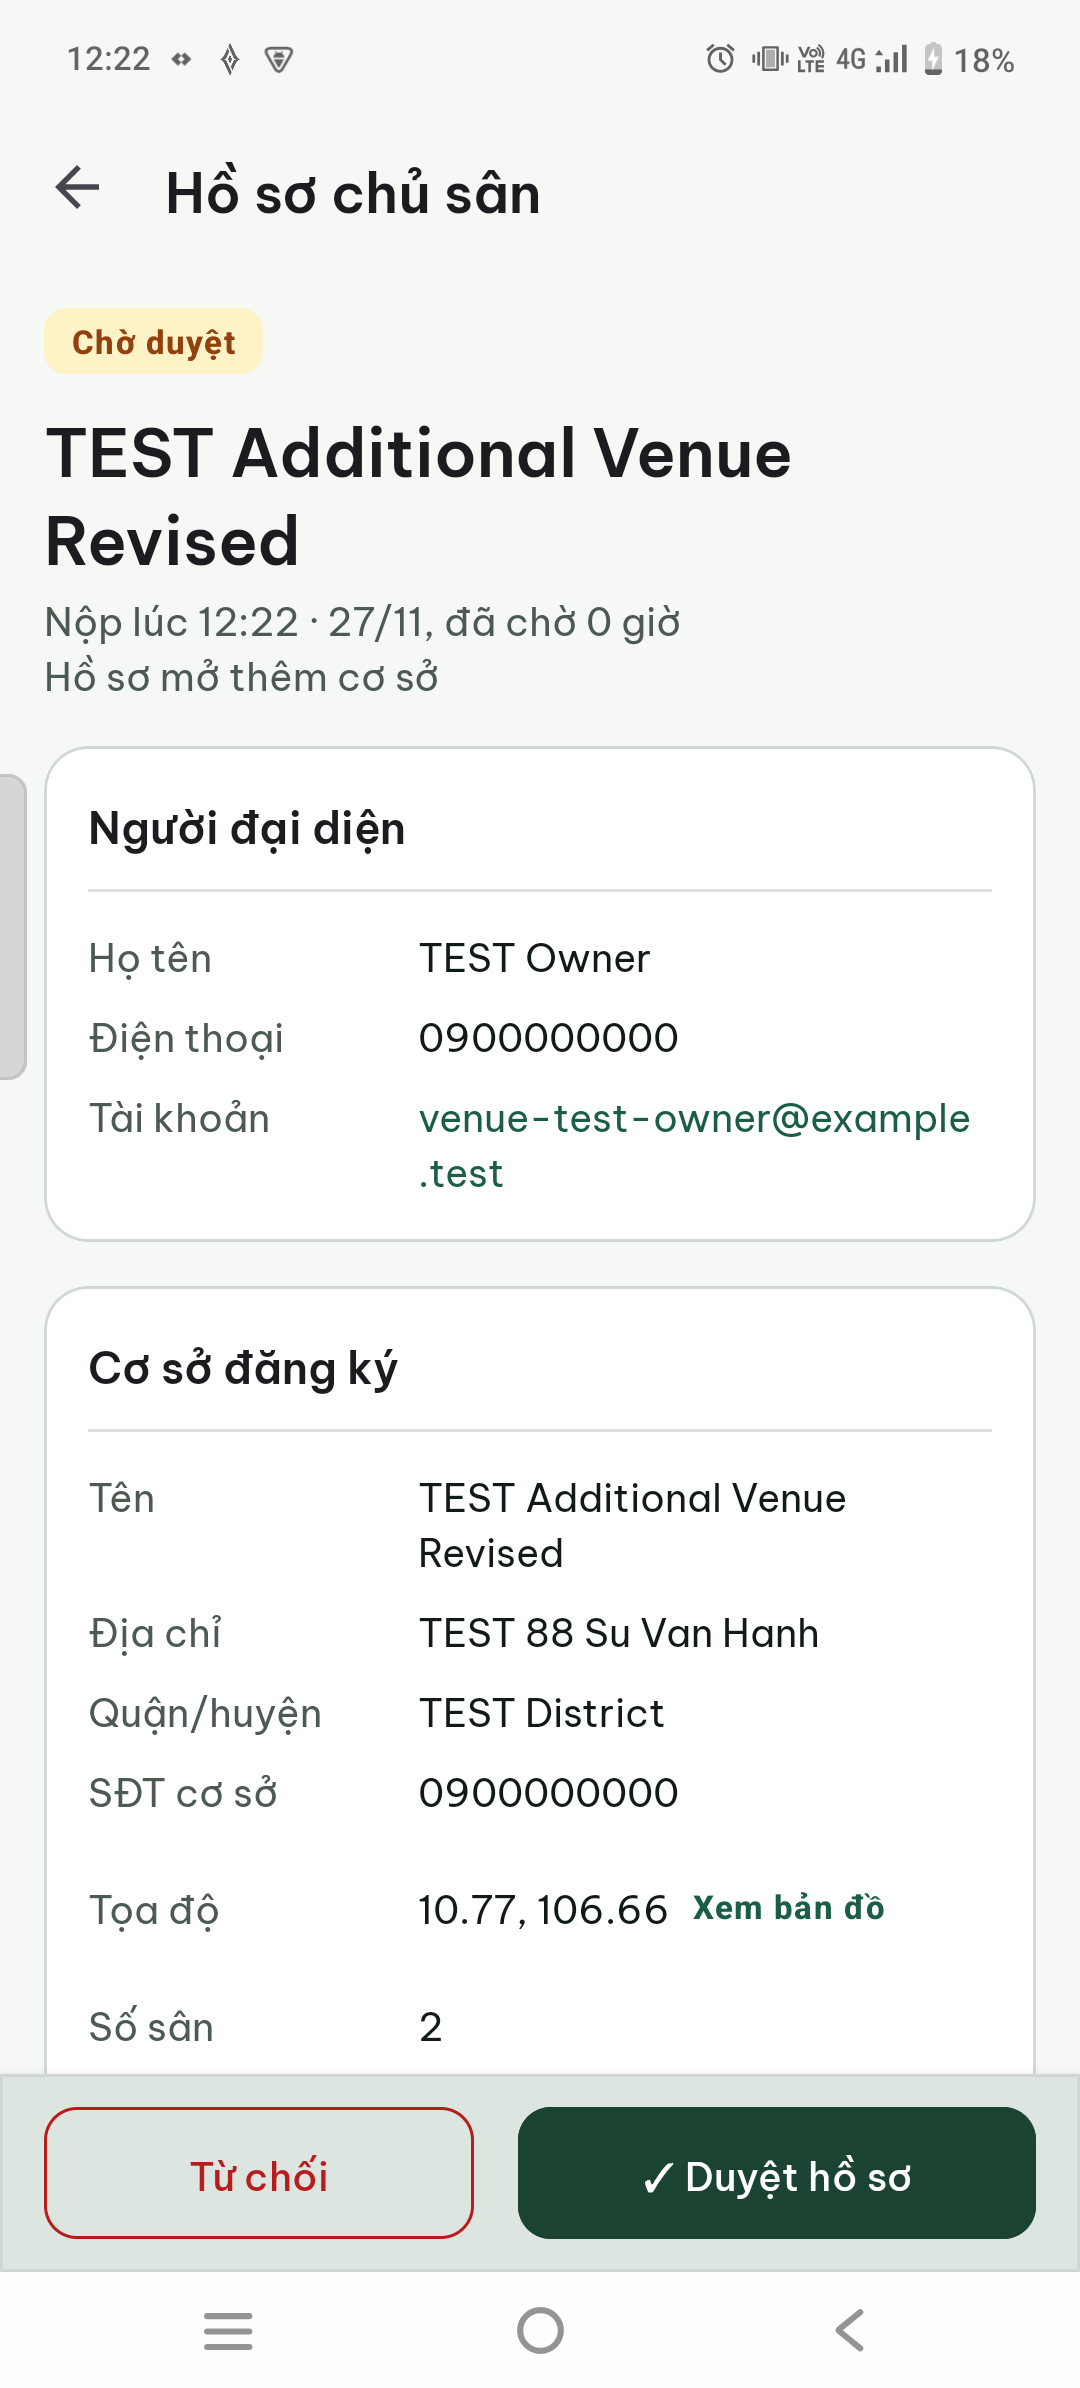 12:22 VoLTE 4G 18%
Hồ sơ chủ sân
Chờ duyệt
TEST Additional Venue
Revised
Nộp lúc 12:22 · 27/11, đã chờ 0 giờ
Hồ sơ mở thêm cơ sở
Người đại diện
Họ tên TEST Owner
Điện thoại 0900000000
Tài khoản venue-test-owner@example
.test
Cơ sở đăng ký
Tên TEST Additional Venue
Revised
Địa chỉ TEST 88 Su Van Hanh
Quận/huyện TEST District
SĐT cơ sở 0900000000
Tọa độ 10.77, 106.66 Xem bản đồ
Số sân 2
Từ chối ✓ Duyệt hồ sơ